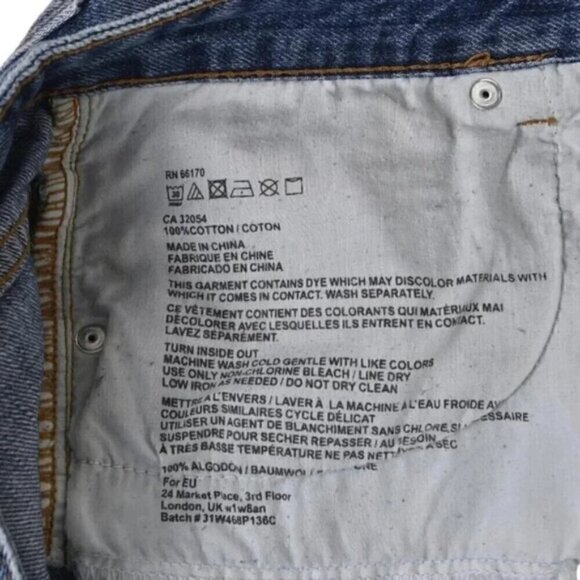 RN 66170
30
CA 32054
100%COTTON / COTON
MADE IN CHINA
FABRIQUE EN CHINE
FABRICADO EN CHINA
THIS GARMENT CONTAINS DYE WHICH MAY DISCOLOR MATERIALS WITH
WHICH IT COMES IN CONTACT. WASH SEPARATELY.
CE VÊTEMENT CONTIENT DES COLORANTS QUI MATÉRIAUX MAI
DÉCOLORER AVEC LESQUELLES ILS ENTRENT EN CONTACT.
LAVEZ SÉPARÉMENT.
TURN INSIDE OUT
MACHINE WASH COLD GENTLE WITH LIKE COLORS
USE ONLY NON-CHLORINE BLEACH / LINE DRY
LOW IRON AS NEEDED / DO NOT DRY CLEAN
METTRE A L'ENVERS / LAVER À LA MACHINE A L'EAU FROIDE AV
COULEURS SIMILAIRES CYCLE DÉLICAT
UTILISER UN AGENT DE BLANCHIMENT SANS CHLORE, SI
SUSPENDRE POUR SECHER REPASSER / AU BESOIN
À TRÈS BASSE TEMPÉRATURE NE PAS À SEC
100% ALGODON /
For EU
24 Market Place, 3rd Floor
London, UK w1w8an
Batch # 31W468P136C